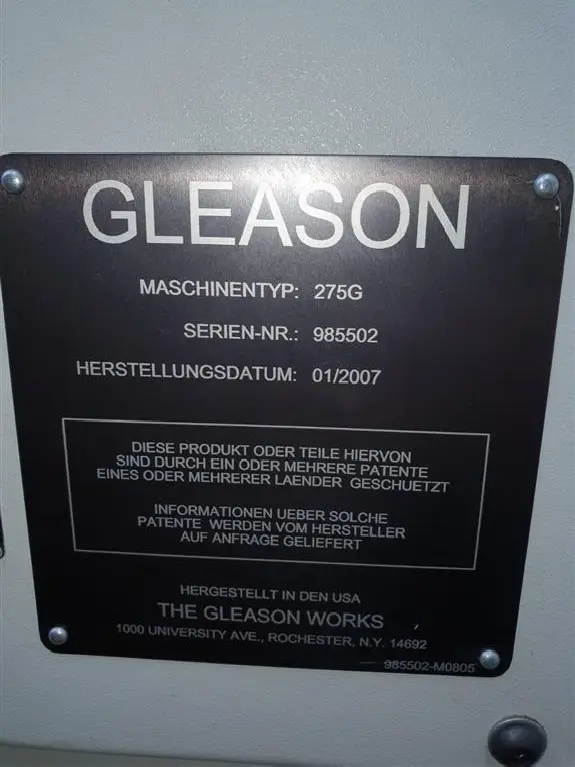 GLEASON
MASCHINENTYP: 275G
SERIEN-NR.: 985502
HERSTELLUNGSDATUM: 01/2007
DIESE PRODUKT ODER TEILE HIERVON
SIND DURCH EIN ODER MEHRERE PATENTE
EINES ODER MEHRERER LAENDER GESCHUETZT
INFORMATIONEN UEBER SOLCHE
PATENTE WERDEN VOM HERSTELLER
AUF ANFRAGE GELIEFERT
HERGESTELLT IN DEN USA
THE GLEASON WORKS
1000 UNIVERSITY AVE., ROCHESTER, N.Y. 14692
985502-M0805